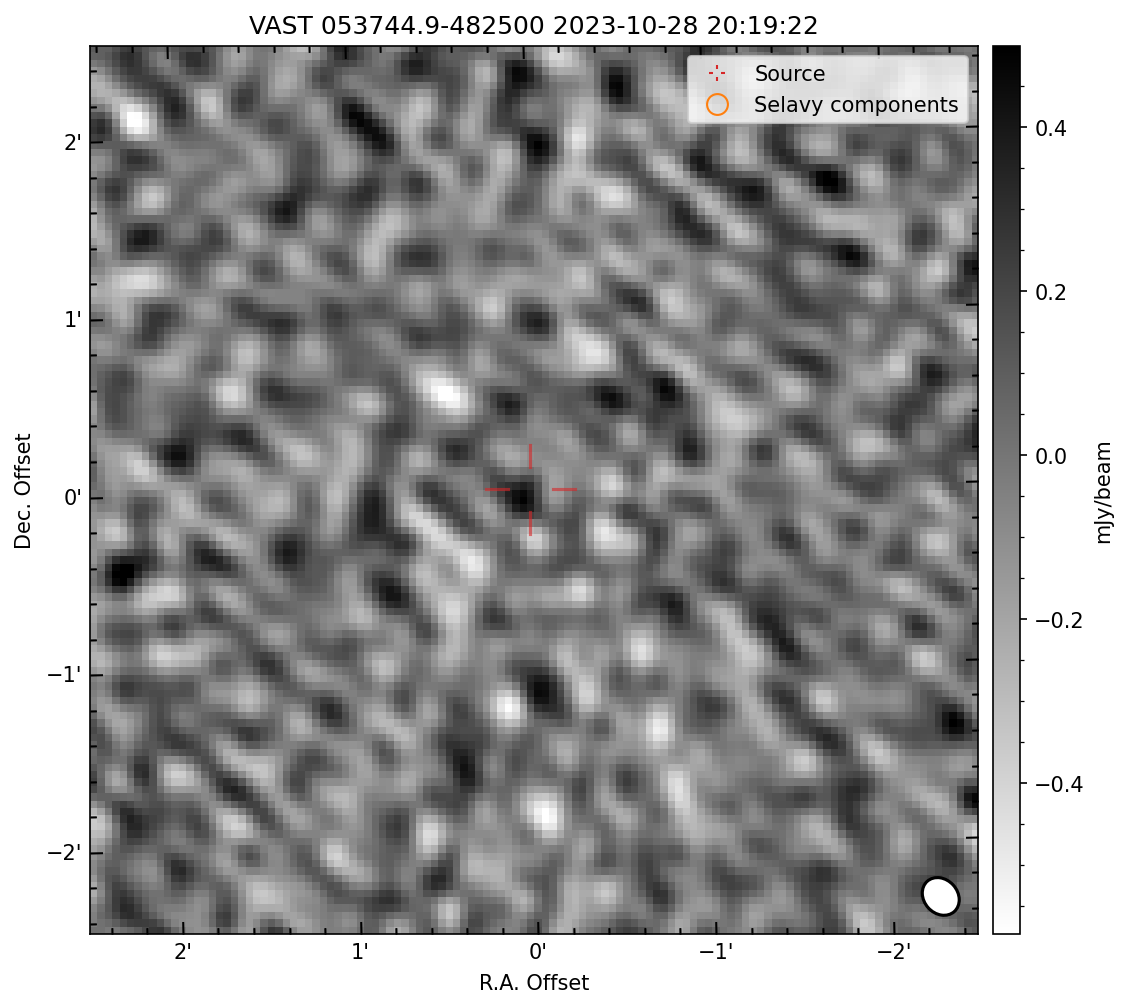 VAST 053744.9-482500 2023-10-28 20:19:22
Source
Selavy components
2'
1'
0'
−1'
−2'
Dec. Offset
2'
1'
0'
−1'
−2'
R.A. Offset
0.4
0.2
0.0
−0.2
−0.4
mJy/beam